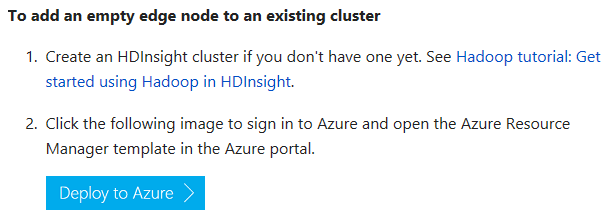 To add an empty edge node to an existing cluster
1. Create an HDInsight cluster if you don't have one yet. See Hadoop tutorial: Get
started using Hadoop in HDInsight.
2. Click the following image to sign in to Azure and open the Azure Resource
Manager template in the Azure portal.
Deploy to Azure